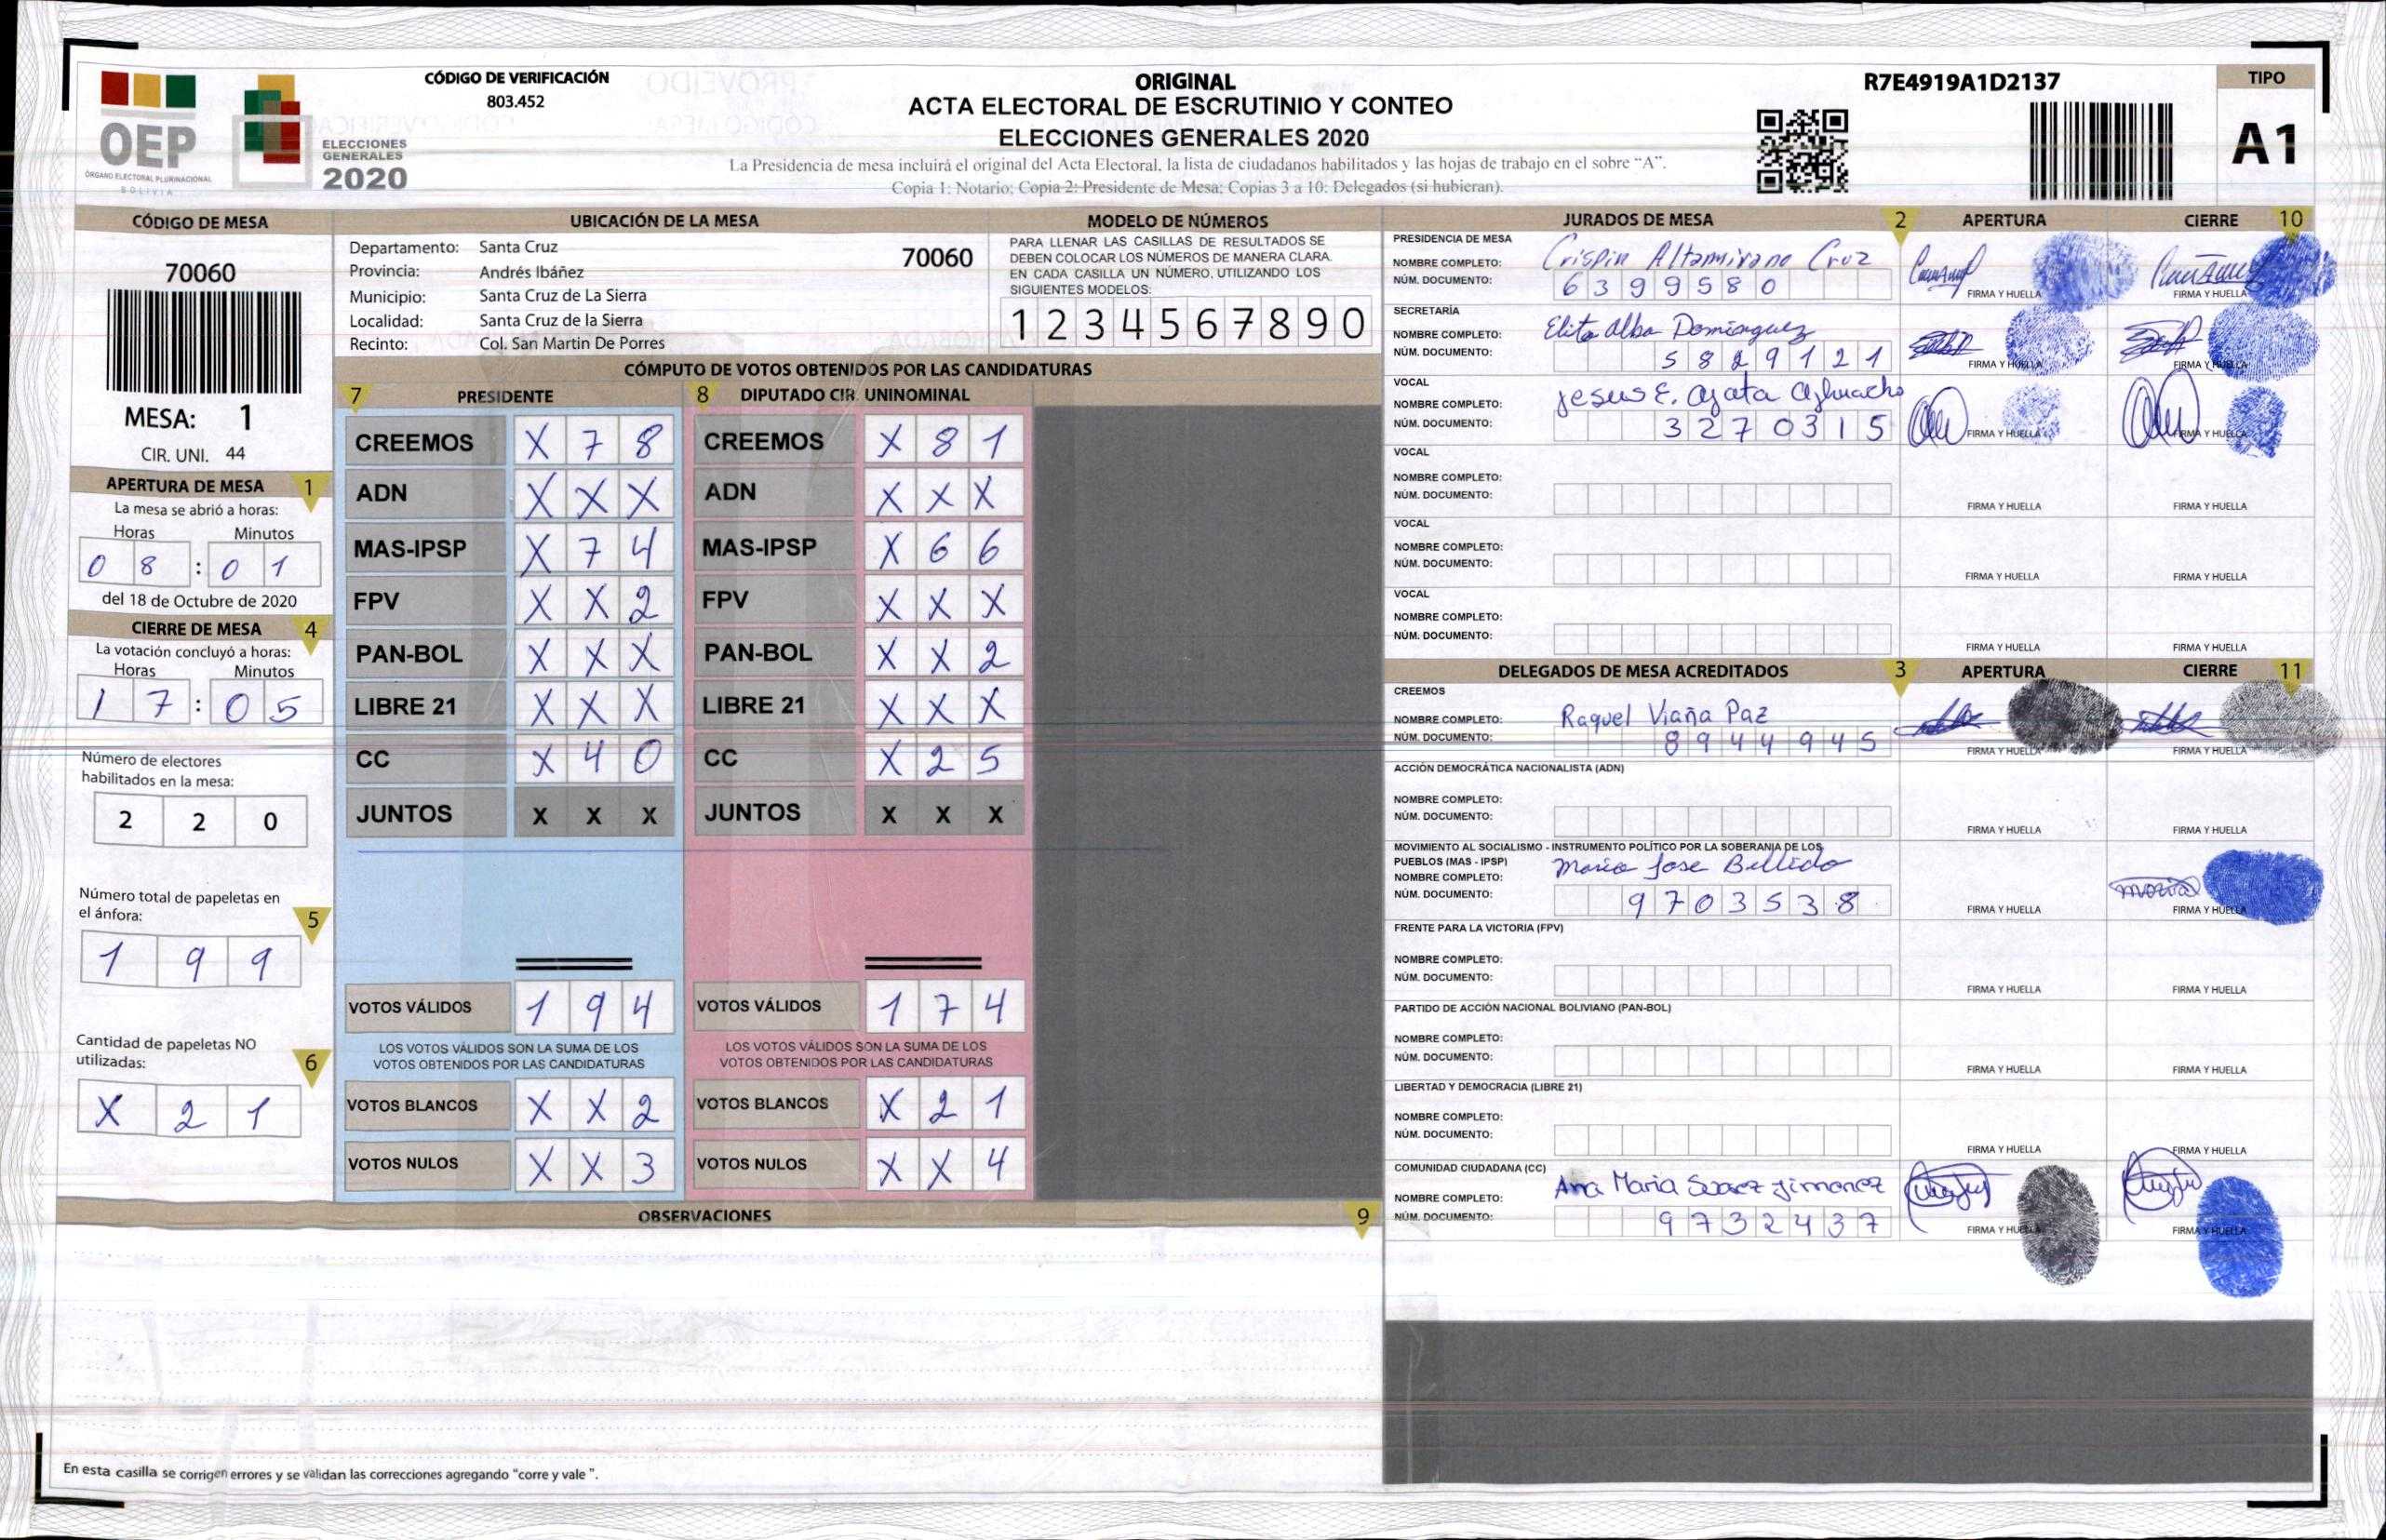 CÓDIGO DE VERIFICACIÓN
803.452
ORIGINAL
ACTA ELECTORAL DE ESCRUTINIO Y CONTEO
ELECCIONES GENERALES 2020
La Presidencia de mesa incluirá el original del Acta Electoral, la lista de ciudadanos habilitados y las hojas de trabajo en el sobre “A”.
Copia 1: Notario; Copia 2: Presidente de Mesa; Copias 3 a 10: Delegados (si hubieran).
R7E4919A1D2137
TIPO
A1
OEP
ÓRGANO ELECTORAL PLURINACIONAL
BOLIVIA
ELECCIONES
GENERALES
2020
CÓDIGO DE MESA
70060
MESA: 1
CIR. UNI. 44
APERTURA DE MESA 1
La mesa se abrió a horas:
Horas Minutos
0 8 : 0 1
del 18 de Octubre de 2020
CIERRE DE MESA 4
La votación concluyó a horas:
Horas Minutos
1 7 : 0 5
Número de electores
habilitados en la mesa:
2 2 0
Número total de papeletas en
el ánfora: 5
1 9 9
Cantidad de papeletas NO
utilizadas: 6
X 2 1
UBICACIÓN DE LA MESA
Departamento: Santa Cruz
70060
Provincia: Andrés Ibáñez
Municipio: Santa Cruz de La Sierra
Localidad: Santa Cruz de la Sierra
Recinto: Col. San Martin De Porres
MODELO DE NÚMEROS
PARA LLENAR LAS CASILLAS DE RESULTADOS SE
DEBEN COLOCAR LOS NÚMEROS DE MANERA CLARA.
EN CADA CASILLA UN NÚMERO, UTILIZANDO LOS
SIGUIENTES MODELOS:
1 2 3 4 5 6 7 8 9 0
CÓMPUTO DE VOTOS OBTENIDOS POR LAS CANDIDATURAS
7 PRESIDENTE
CREEMOS X 7 8
ADN X X X
MAS-IPSP X 7 4
FPV X X 2
PAN-BOL X X X
LIBRE 21 X X X
CC X 4 0
JUNTOS X X X
VOTOS VÁLIDOS 1 9 4
LOS VOTOS VÁLIDOS SON LA SUMA DE LOS
VOTOS OBTENIDOS POR LAS CANDIDATURAS
VOTOS BLANCOS X X 2
VOTOS NULOS X X 3
8 DIPUTADO CIR. UNINOMINAL
CREEMOS X 8 1
ADN X X X
MAS-IPSP X 6 6
FPV X X X
PAN-BOL X X 2
LIBRE 21 X X X
CC X 2 5
JUNTOS X X X
VOTOS VÁLIDOS 1 7 4
LOS VOTOS VÁLIDOS SON LA SUMA DE LOS
VOTOS OBTENIDOS POR LAS CANDIDATURAS
VOTOS BLANCOS X 2 1
VOTOS NULOS X X 4
OBSERVACIONES 9
En esta casilla se corrigen errores y se validan las correcciones agregando “corre y vale”.
JURADOS DE MESA 2 APERTURA CIERRE 10
PRESIDENCIA DE MESA
NOMBRE COMPLETO: Crispin Altamirano Cruz
NÚM. DOCUMENTO: 6 3 9 9 5 8 0
FIRMA Y HUELLA FIRMA Y HUELLA
SECRETARÍA
NOMBRE COMPLETO: Elita Alba Dominguez
NÚM. DOCUMENTO: 5 8 2 9 1 2 1
FIRMA Y HUELLA FIRMA Y HUELLA
VOCAL
NOMBRE COMPLETO: Jesus E.
NÚM. DOCUMENTO: 3 2 7 0 3 1 5
FIRMA Y HUELLA FIRMA Y HUELLA
VOCAL
NOMBRE COMPLETO:
NÚM. DOCUMENTO:
FIRMA Y HUELLA FIRMA Y HUELLA
VOCAL
NOMBRE COMPLETO:
NÚM. DOCUMENTO:
FIRMA Y HUELLA FIRMA Y HUELLA
VOCAL
NOMBRE COMPLETO:
NÚM. DOCUMENTO:
FIRMA Y HUELLA FIRMA Y HUELLA
DELEGADOS DE MESA ACREDITADOS 3 APERTURA CIERRE 11
CREEMOS
NOMBRE COMPLETO: Raquel Viaña Paz
NÚM. DOCUMENTO: 8 9 4 4 9 4 5
FIRMA Y HUELLA FIRMA Y HUELLA
ACCIÓN DEMOCRÁTICA NACIONALISTA (ADN)
NOMBRE COMPLETO:
NÚM. DOCUMENTO:
FIRMA Y HUELLA FIRMA Y HUELLA
MOVIMIENTO AL SOCIALISMO - INSTRUMENTO POLÍTICO POR LA SOBERANIA DE LOS
PUEBLOS (MAS - IPSP)
NOMBRE COMPLETO: Maria Jose Bellido
NÚM. DOCUMENTO: 9 7 0 3 5 3 8
FIRMA Y HUELLA FIRMA Y HUELLA
FRENTE PARA LA VICTORIA (FPV)
NOMBRE COMPLETO:
NÚM. DOCUMENTO:
FIRMA Y HUELLA FIRMA Y HUELLA
PARTIDO DE ACCIÓN NACIONAL BOLIVIANO (PAN-BOL)
NOMBRE COMPLETO:
NÚM. DOCUMENTO:
FIRMA Y HUELLA FIRMA Y HUELLA
LIBERTAD Y DEMOCRACIA (LIBRE 21)
NOMBRE COMPLETO:
NÚM. DOCUMENTO:
FIRMA Y HUELLA FIRMA Y HUELLA
COMUNIDAD CIUDADANA (CC)
NOMBRE COMPLETO: Ana Maria Suarez Jimenez
NÚM. DOCUMENTO: 9 7 3 2 4 3 7
FIRMA Y HUELLA FIRMA Y HUELLA